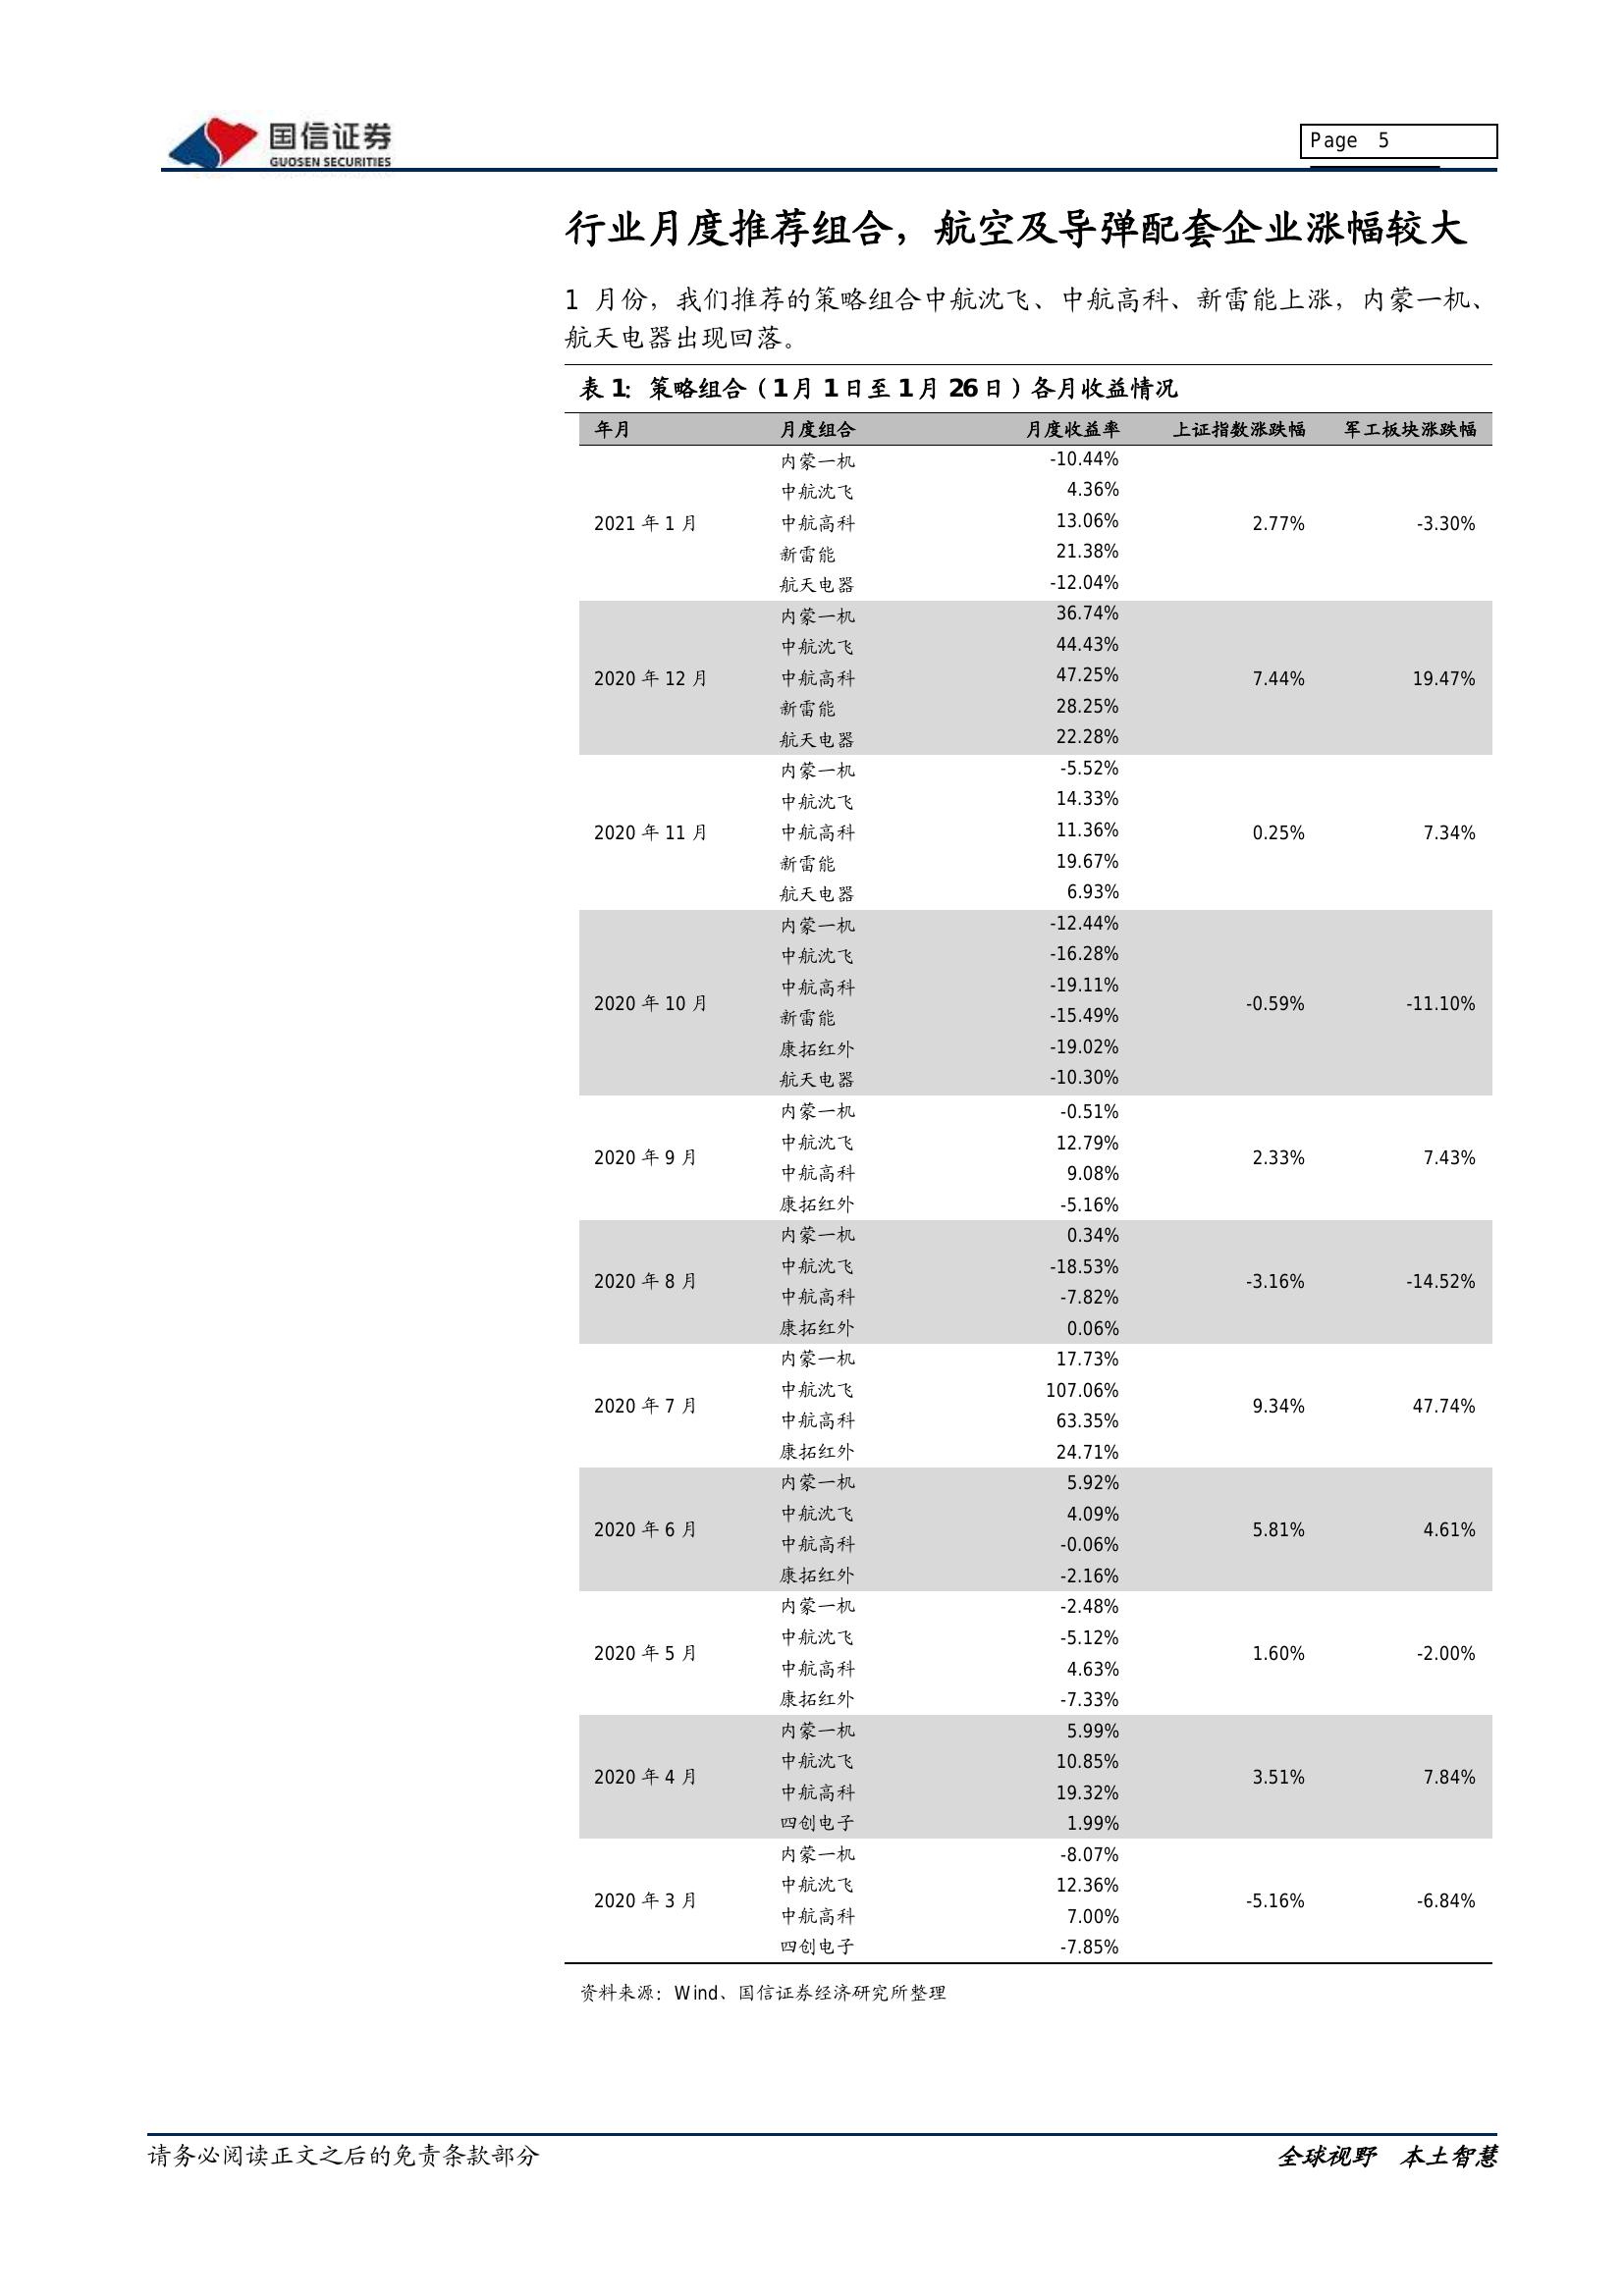 国信证券
GUOSEN SECURITIES
Page 5
行业月度推荐组合，航空及导弹配套企业涨幅较大
1 月份，我们推荐的策略组合中航沈飞、中航高科、新雷能上涨，内蒙一机、
航天电器出现回落。
表 1：策略组合（1 月 1 日至 1 月 26 日）各月收益情况
年月 月度组合 月度收益率 上证指数涨跌幅 军工板块涨跌幅
内蒙一机 -10.44%
中航沈飞 4.36%
2021 年 1 月 中航高科 13.06% 2.77% -3.30%
新雷能 21.38%
航天电器 -12.04%
内蒙一机 36.74%
中航沈飞 44.43%
2020 年 12 月 中航高科 47.25% 7.44% 19.47%
新雷能 28.25%
航天电器 22.28%
内蒙一机 -5.52%
中航沈飞 14.33%
2020 年 11 月 中航高科 11.36% 0.25% 7.34%
新雷能 19.67%
航天电器 6.93%
内蒙一机 -12.44%
中航沈飞 -16.28%
中航高科 -19.11%
2020 年 10 月 -0.59% -11.10%
新雷能 -15.49%
康拓红外 -19.02%
航天电器 -10.30%
内蒙一机 -0.51%
中航沈飞 12.79%
2020 年 9 月 2.33% 7.43%
中航高科 9.08%
康拓红外 -5.16%
内蒙一机 0.34%
中航沈飞 -18.53%
2020 年 8 月 -3.16% -14.52%
中航高科 -7.82%
康拓红外 0.06%
内蒙一机 17.73%
中航沈飞 107.06%
2020 年 7 月 9.34% 47.74%
中航高科 63.35%
康拓红外 24.71%
内蒙一机 5.92%
中航沈飞 4.09%
2020 年 6 月 5.81% 4.61%
中航高科 -0.06%
康拓红外 -2.16%
内蒙一机 -2.48%
中航沈飞 -5.12%
2020 年 5 月 1.60% -2.00%
中航高科 4.63%
康拓红外 -7.33%
内蒙一机 5.99%
中航沈飞 10.85%
2020 年 4 月 3.51% 7.84%
中航高科 19.32%
四创电子 1.99%
内蒙一机 -8.07%
中航沈飞 12.36%
2020 年 3 月 -5.16% -6.84%
中航高科 7.00%
四创电子 -7.85%
资料来源：Wind、国信证券经济研究所整理
请务必阅读正文之后的免责条款部分
全球视野 本土智慧